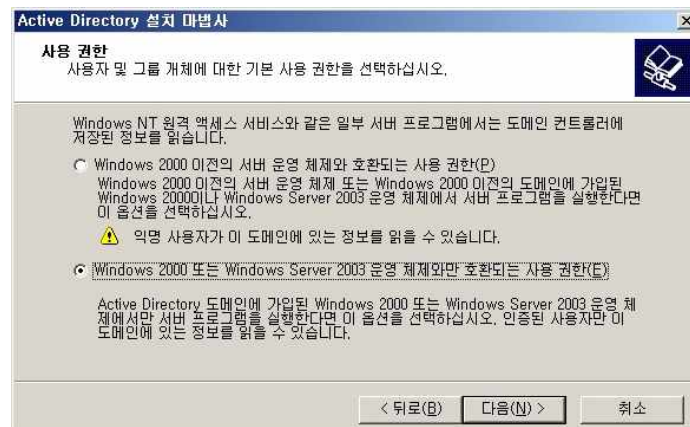 Active Directory 설치 마법사
사용 권한
사용자 및 그룹 개체에 대한 기본 사용 권한을 선택하십시오.
Windows NT 원격 액세스 서비스와 같은 일부 서버 프로그램에서는 도메인 컨트롤러에
저장된 정보를 읽습니다.
Windows 2000 이전의 서버 운영 체제와 호환되는 사용 권한(P)
Windows 2000 이전의 서버 운영 체제 또는 Windows 2000 이전의 도메인에 가입된
Windows 2000이나 Windows Server 2003 운영 체제에서 서버 프로그램을 실행한다면
이 옵션을 선택하십시오.
익명 사용자가 이 도메인에 있는 정보를 읽을 수 있습니다.
Windows 2000 또는 Windows Server 2003 운영 체제와만 호환되는 사용 권한(E)
Active Directory 도메인에 가입된 Windows 2000 또는 Windows Server 2003 운영 체
제에서만 서버 프로그램을 실행한다면 이 옵션을 선택하십시오. 인증된 사용자만 이
도메인에 있는 정보를 읽을 수 있습니다.
< 뒤로(B) 다음(N) > 취소